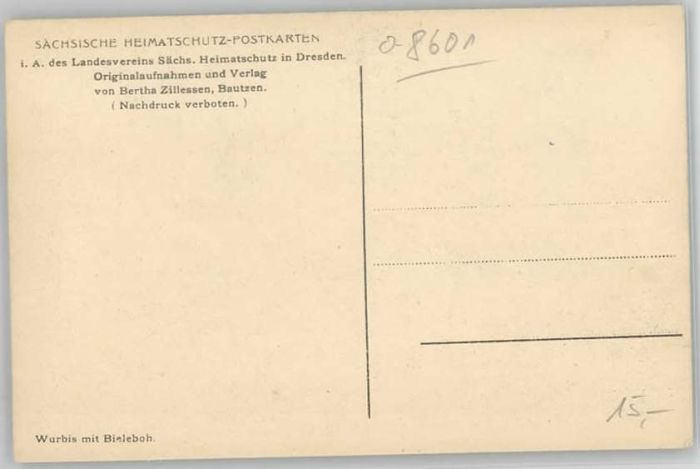 SÄCHSISCHE HEIMATSCHUTZ-POSTKARTEN
i. A. des Landesvereins Sächs. Heimatschutz in Dresden.
Originalaufnahmen und Verlag
von Bertha Zillessen, Bautzen.
( Nachdruck verboten. )
o-8601
15,-
Wurbis mit Bieleboh.